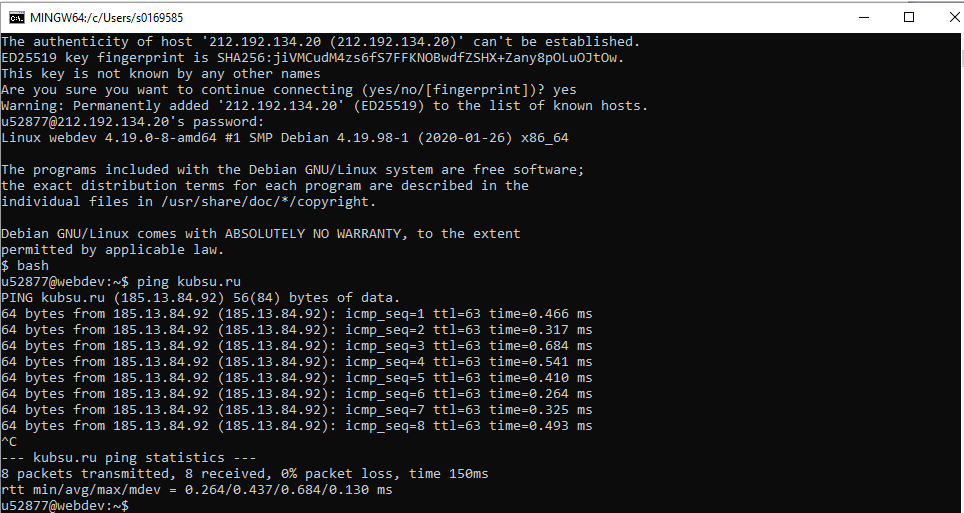 MINGW64:/c/Users/s0169585
The authenticity of host '212.192.134.20 (212.192.134.20)' can't be established.
ED25519 key fingerprint is SHA256:jiVMCudM4zs6fS7FFKNOBwdfZSHX+Zany8pOLuOJtOw.
This key is not known by any other names
Are you sure you want to continue connecting (yes/no/[fingerprint])? yes
Warning: Permanently added '212.192.134.20' (ED25519) to the list of known hosts.
u52877@212.192.134.20's password:
Linux webdev 4.19.0-8-amd64 #1 SMP Debian 4.19.98-1 (2020-01-26) x86_64
The programs included with the Debian GNU/Linux system are free software;
the exact distribution terms for each program are described in the
individual files in /usr/share/doc/*/copyright.
Debian GNU/Linux comes with ABSOLUTELY NO WARRANTY, to the extent
permitted by applicable law.
$ bash
u52877@webdev:~$ ping kubsu.ru
PING kubsu.ru (185.13.84.92) 56(84) bytes of data.
64 bytes from 185.13.84.92 (185.13.84.92): icmp_seq=1 ttl=63 time=0.466 ms
64 bytes from 185.13.84.92 (185.13.84.92): icmp_seq=2 ttl=63 time=0.317 ms
64 bytes from 185.13.84.92 (185.13.84.92): icmp_seq=3 ttl=63 time=0.684 ms
64 bytes from 185.13.84.92 (185.13.84.92): icmp_seq=4 ttl=63 time=0.541 ms
64 bytes from 185.13.84.92 (185.13.84.92): icmp_seq=5 ttl=63 time=0.410 ms
64 bytes from 185.13.84.92 (185.13.84.92): icmp_seq=6 ttl=63 time=0.264 ms
64 bytes from 185.13.84.92 (185.13.84.92): icmp_seq=7 ttl=63 time=0.325 ms
64 bytes from 185.13.84.92 (185.13.84.92): icmp_seq=8 ttl=63 time=0.493 ms
^C
--- kubsu.ru ping statistics ---
8 packets transmitted, 8 received, 0% packet loss, time 150ms
rtt min/avg/max/mdev = 0.264/0.437/0.684/0.130 ms
u52877@webdev:~$